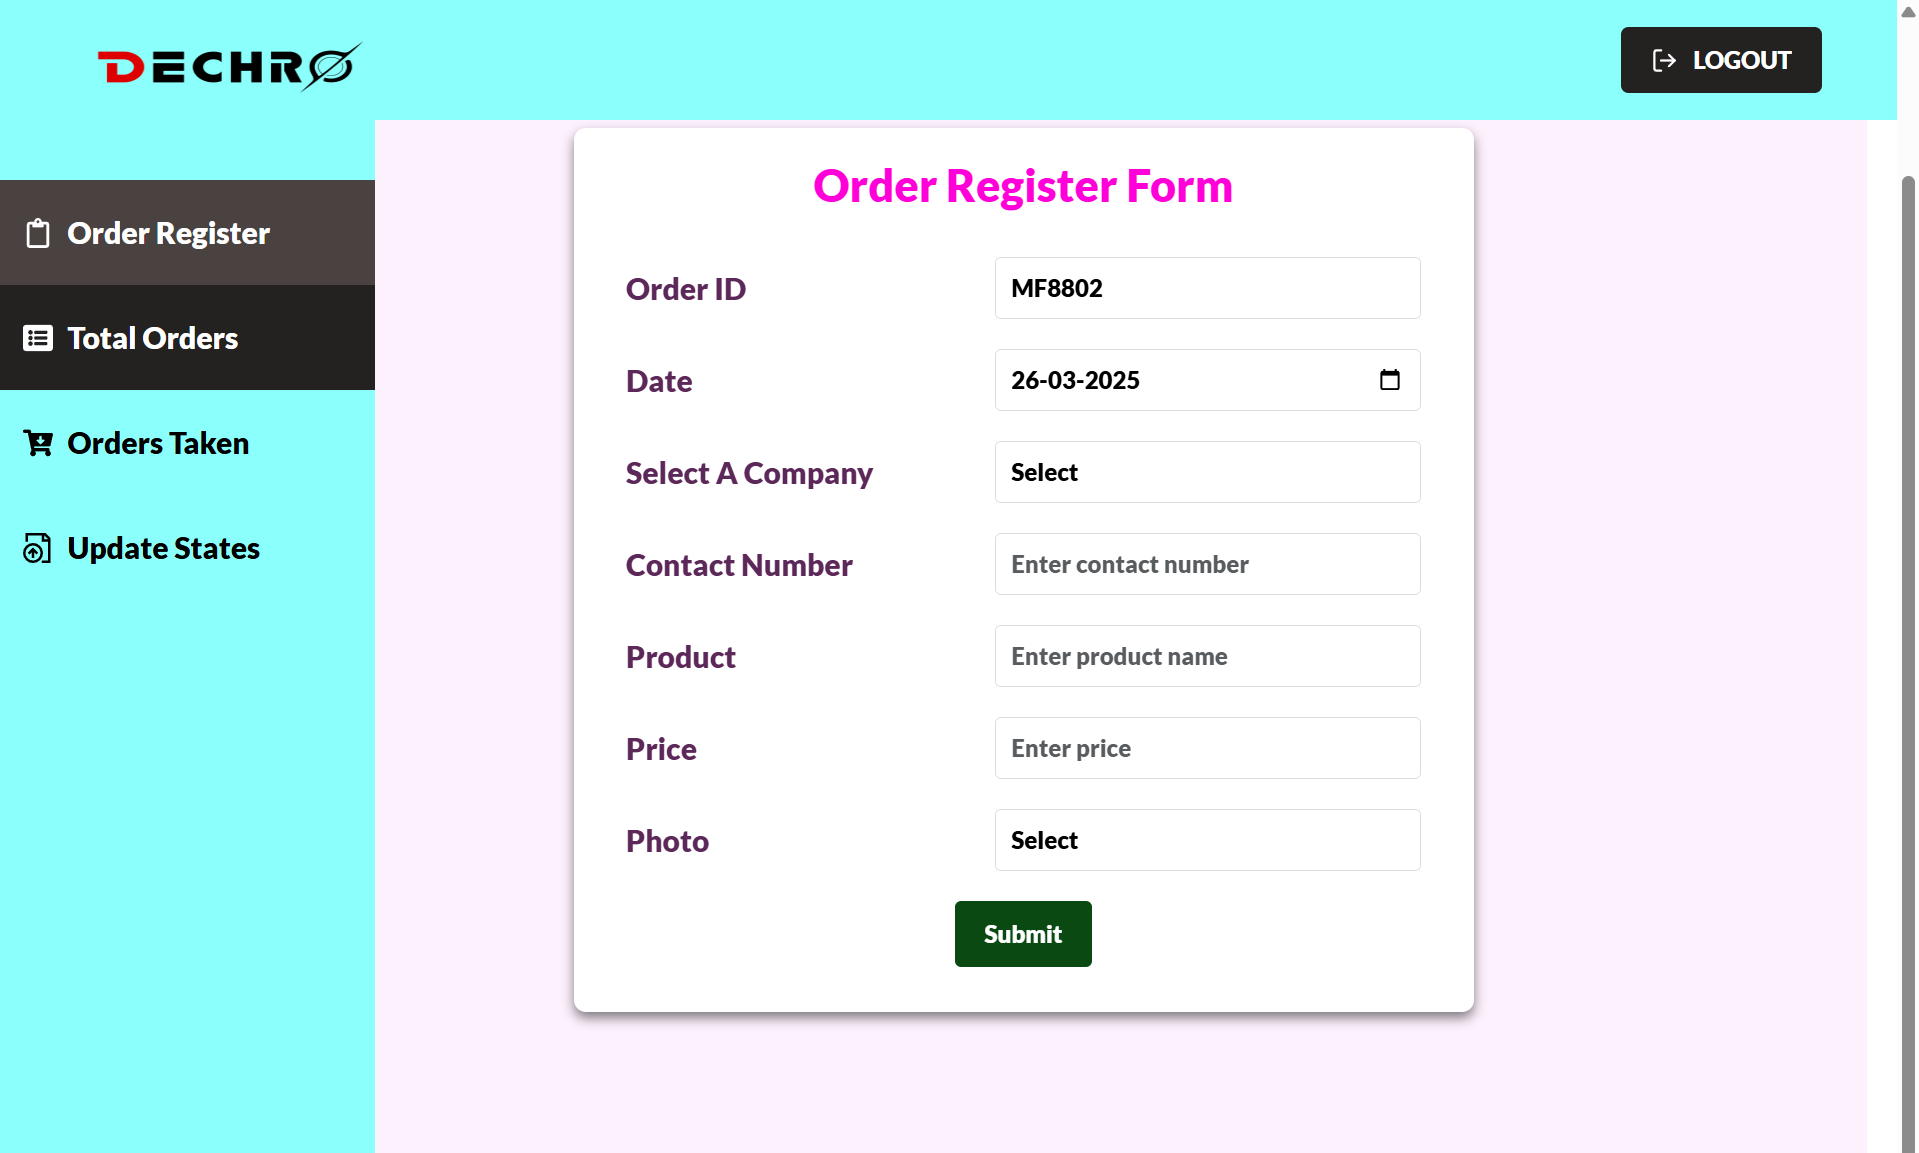 DECHRO
LOGOUT
Order Register
Total Orders
Orders Taken
Update States
Order Register Form
Order ID
MF8802
Date
26-03-2025
Select A Company
Select
Contact Number
Enter contact number
Product
Enter product name
Price
Enter price
Photo
Select
Submit